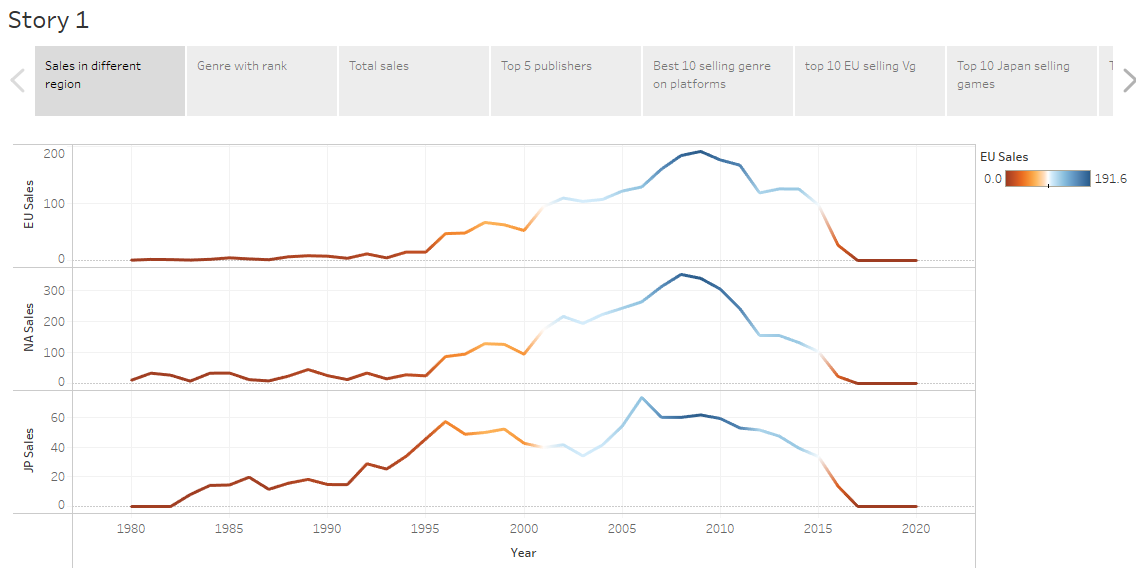 Story 1
Sales in different
region
Genre with rank
Total sales
Top 5 publishers
Best 10 selling genre
on platforms
top 10 EU selling Vg
Top 10 Japan selling
games
EU Sales
200
100
0
EU Sales
0.0
191.6
NA Sales
300
200
100
0
JP Sales
60
40
20
0
1980
1985
1990
1995
2000
2005
2010
2015
2020
Year